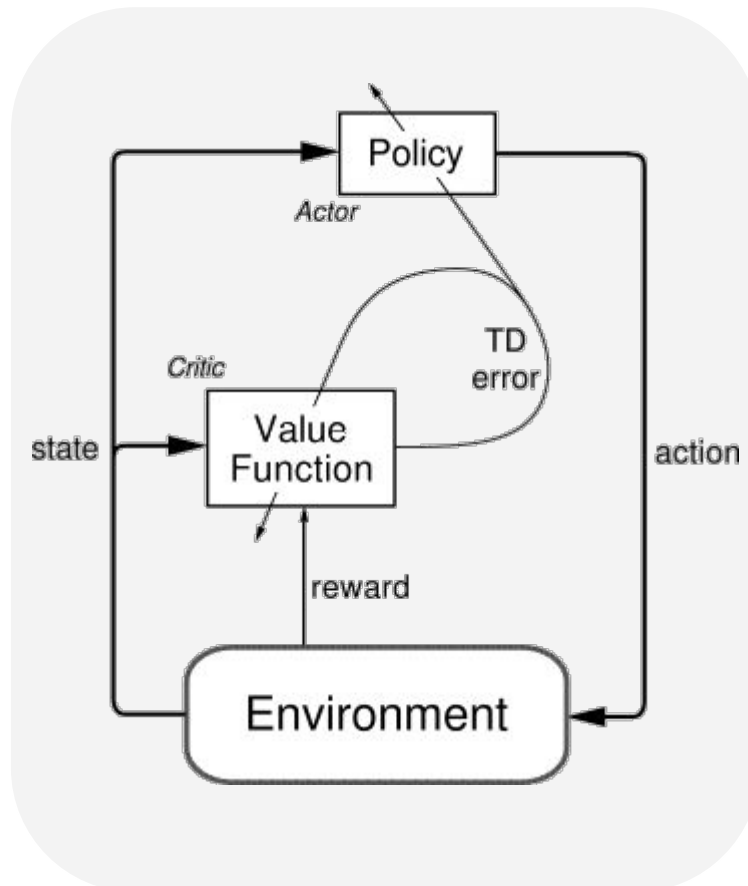 Policy
Actor
TD
error
Critic
Value
Function
state
action
reward
Environment